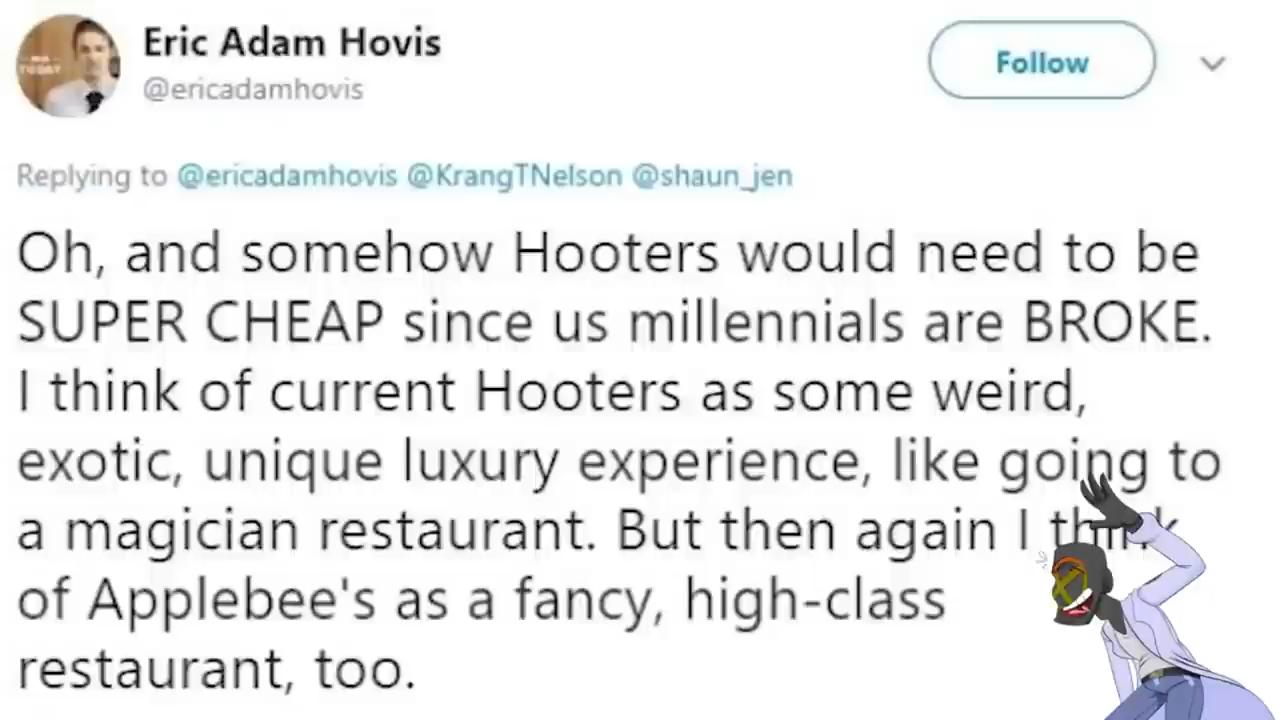 Eric Adam Hovis
@ericadamhovis
Follow
Replying to @ericadamhovis @KrangTNelson @shaun_jen
Oh, and somehow Hooters would need to be
SUPER CHEAP since us millennials are BROKE.
I think of current Hooters as some weird,
exotic, unique luxury experience, like going to
a magician restaurant. But then again I think
of Applebee's as a fancy, high-class
restaurant, too.